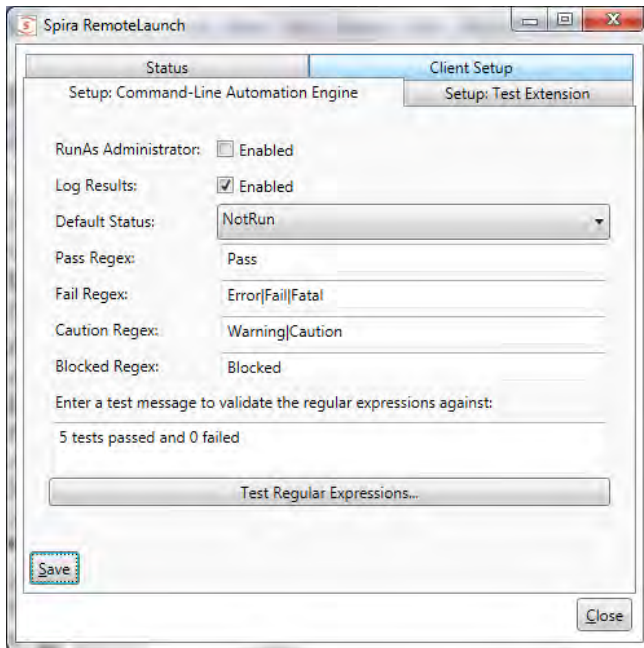 Spira RemoteLaunch
Status
Client Setup
Setup: Command-Line Automation Engine
Setup: Test Extension
RunAs Administrator: Enabled
Log Results: Enabled
Default Status: NotRun
Pass Regex: Pass
Fail Regex: Error|Fail|Fatal
Caution Regex: Warning|Caution
Blocked Regex: Blocked
Enter a test message to validate the regular expressions against:
5 tests passed and 0 failed
Test Regular Expressions...
Save
Close